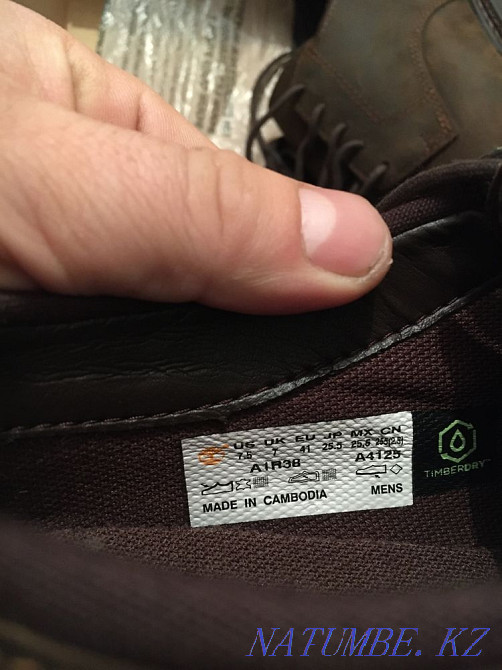 US UK EU JP MX CN
7.5 7 41 25.5 25,5 255(2.5)
A1R38 A4125
MADE IN CAMBODIA MENS
TIMBERDRY™
NATUMBE. KZ